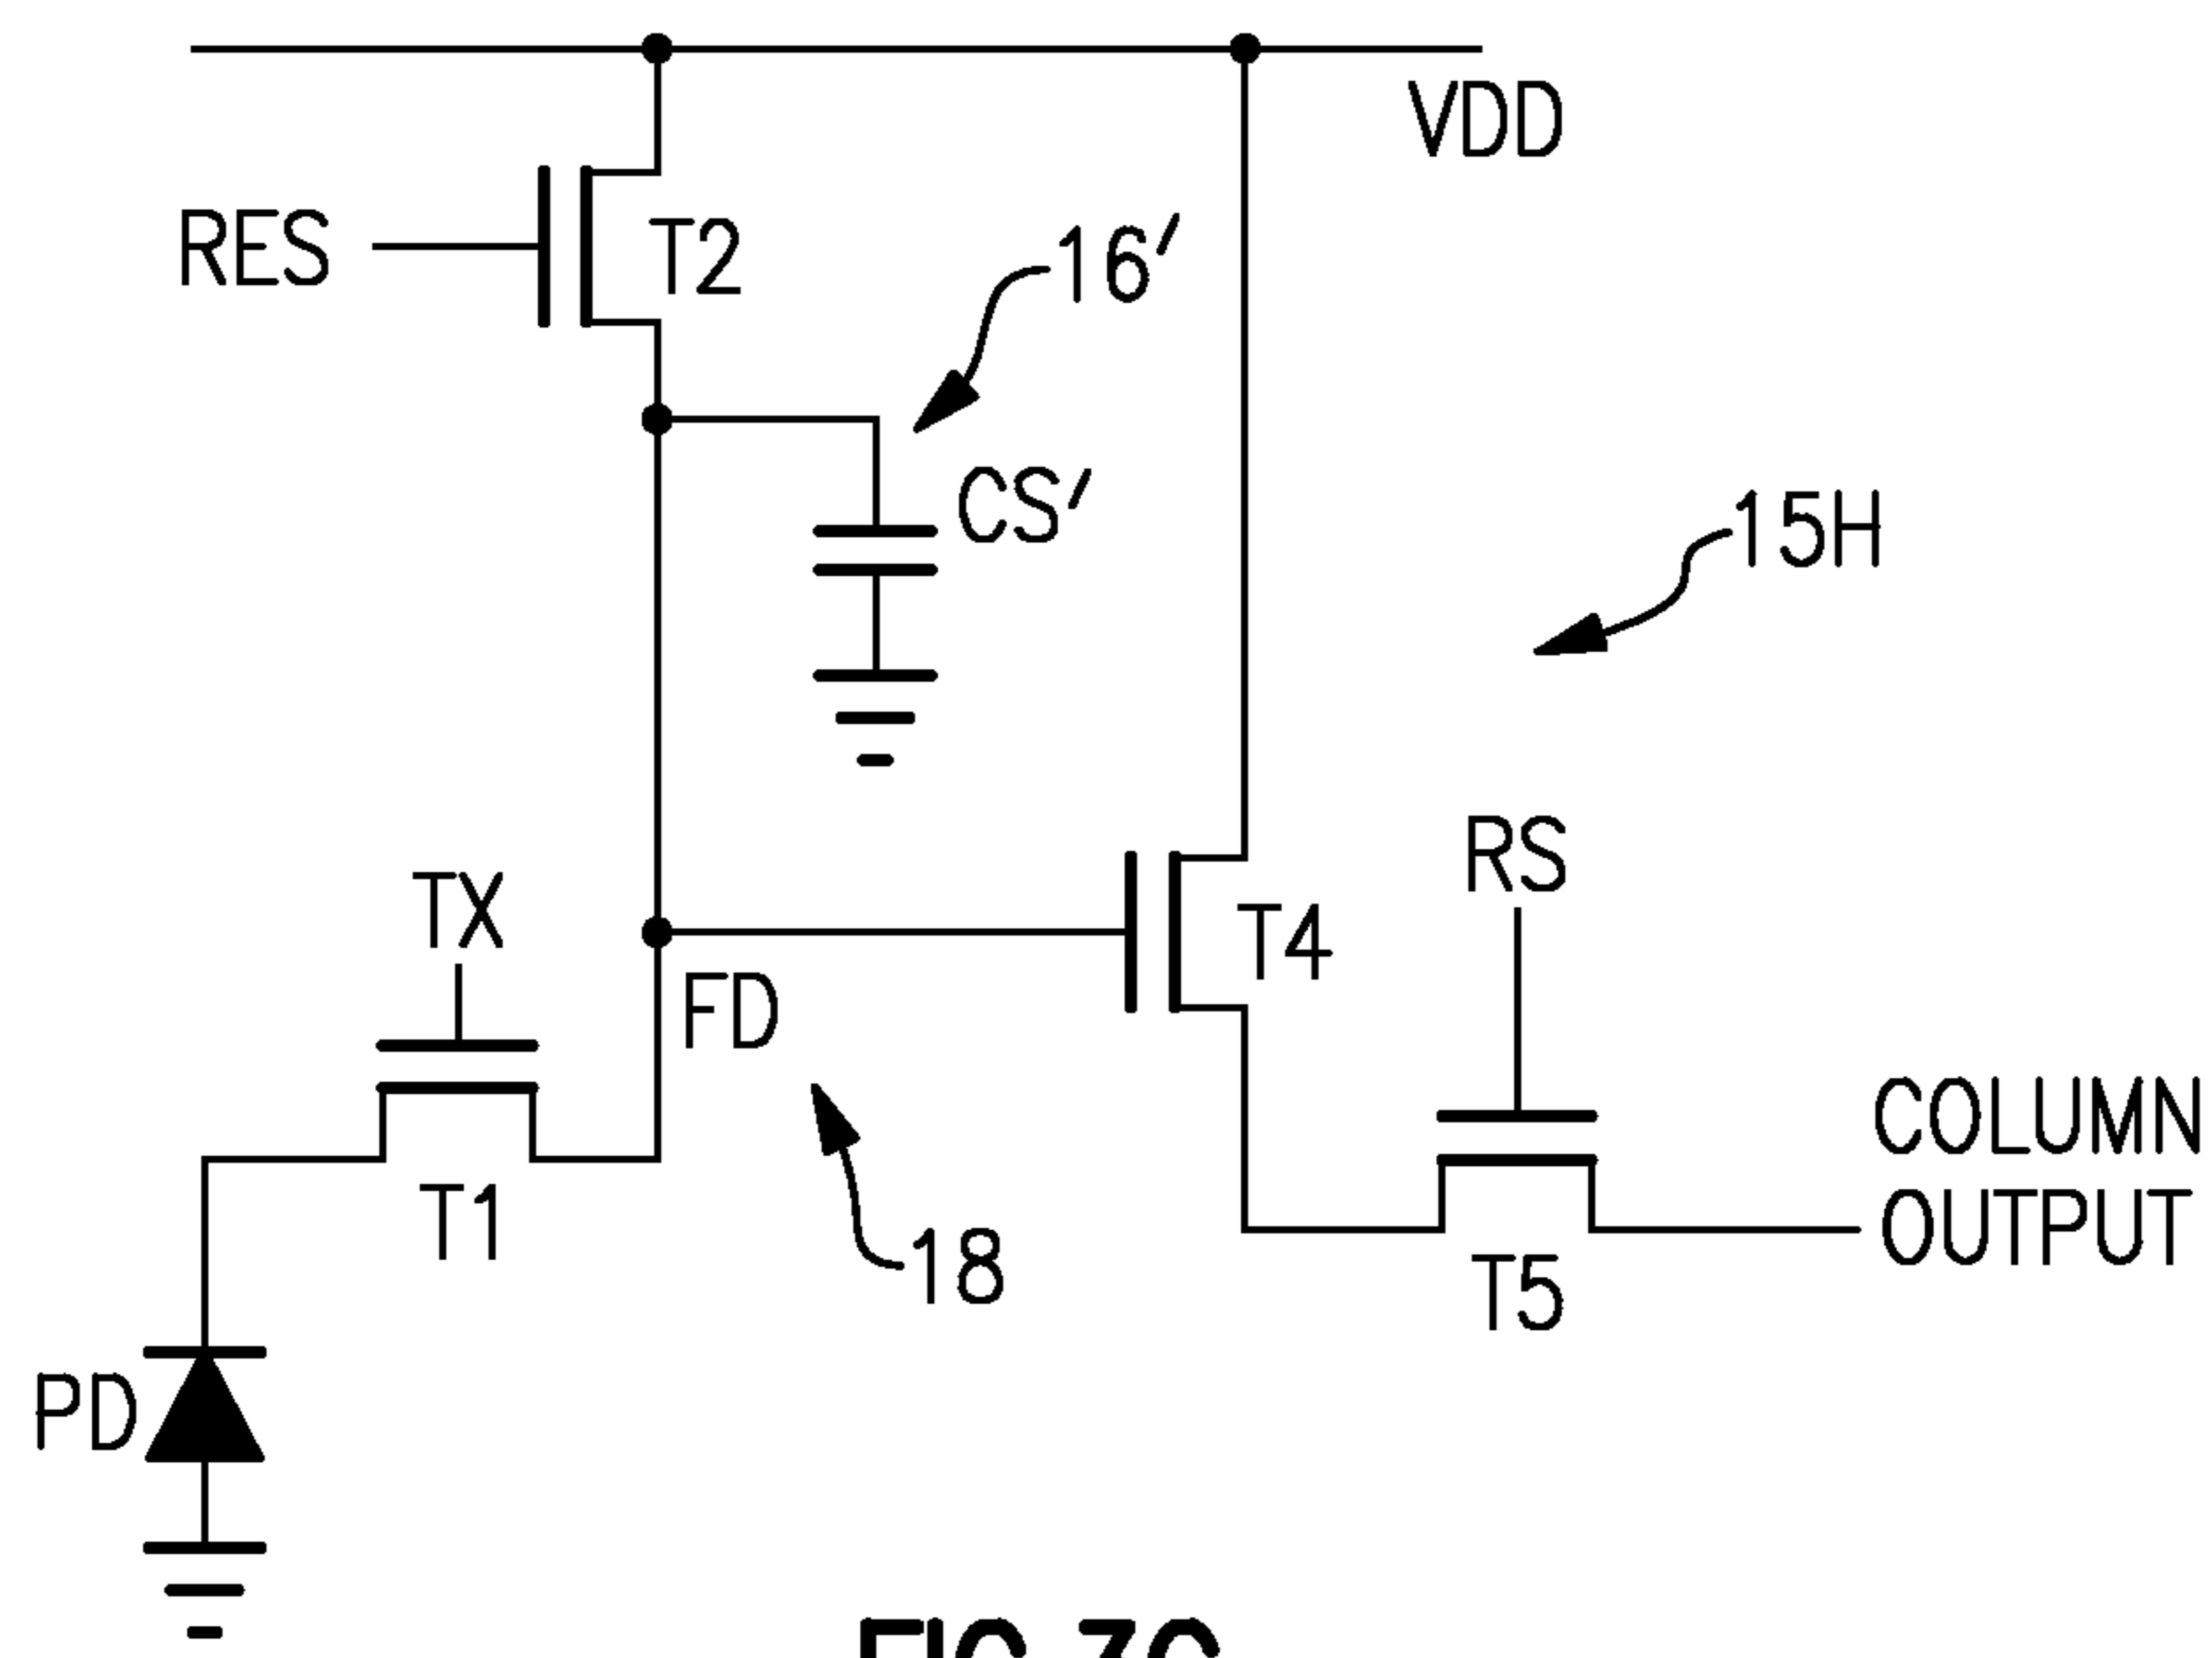 VDD
RES
T2
16'
CS'
15H
RS
TX
T4
FD
COLUMN
OUTPUT
T1
18
T5
PD